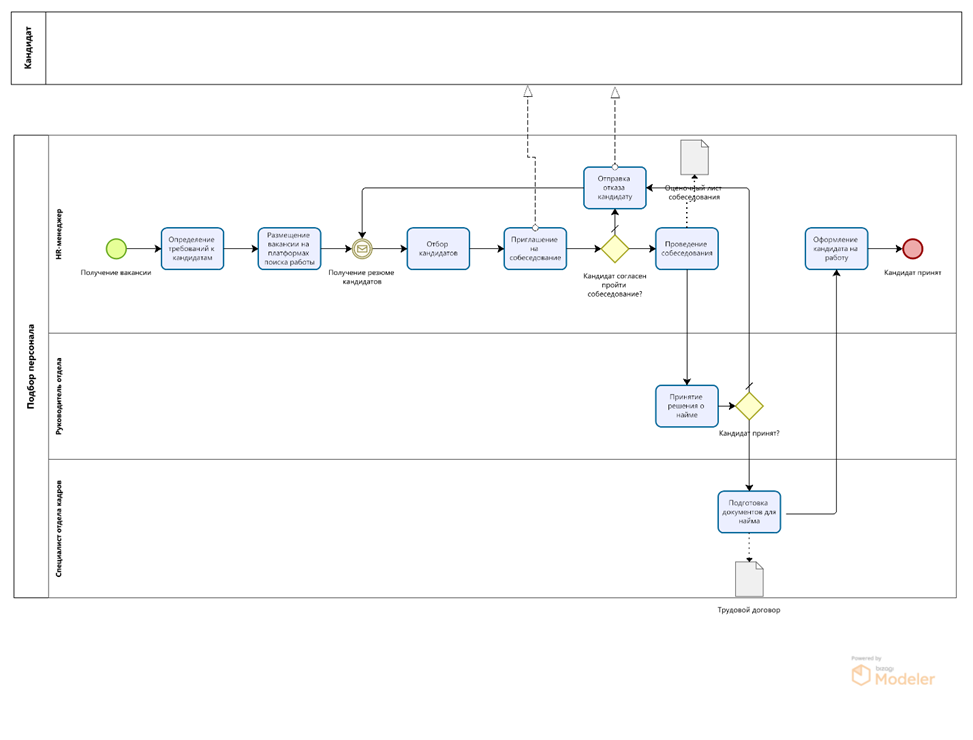 Кандидат
Подбор персонала
HR-менеджер
Получение вакансии
Определение
требований к
кандидатам
Размещение
вакансии на
платформах
поиска работы
Получение резюме
кандидатов
Отбор
кандидатов
Приглашение
на
собеседование
Отправка
отказа
кандидату
Кандидат согласен
пройти
собеседование?
Оценочный лист
собеседования
Проведение
собеседования
Оформление
кандидата на
работу
Кандидат принят
Руководитель отдела
Принятие
решения о
найме
Кандидат принят?
Специалист отдела кадров
Подготовка
документов для
найма
Трудовой договор
Powered by
bizagi
Modeler